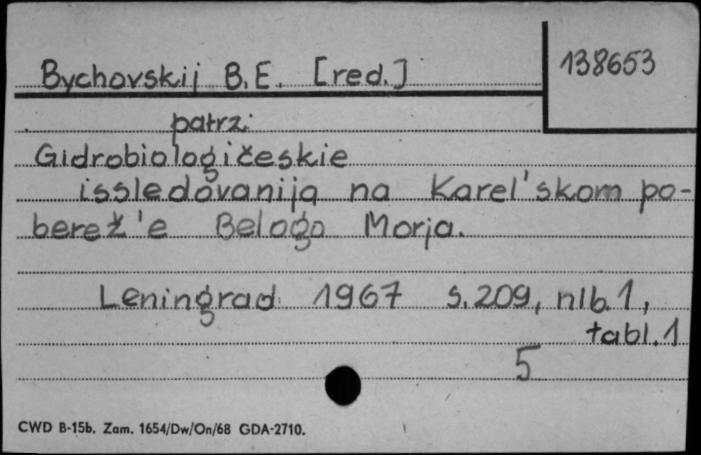 Bychovskij B.E. [red.]
138653
patrz:
Gidrobiologičeskie
issledovanija na Karel'skom po-
berež'e Belogo Morja.
Leningrad 1967 s.209, nlb.1,
tabl.1
5
CWD B-15b. Zam. 1654/Dw/On/68 GDA-2710.